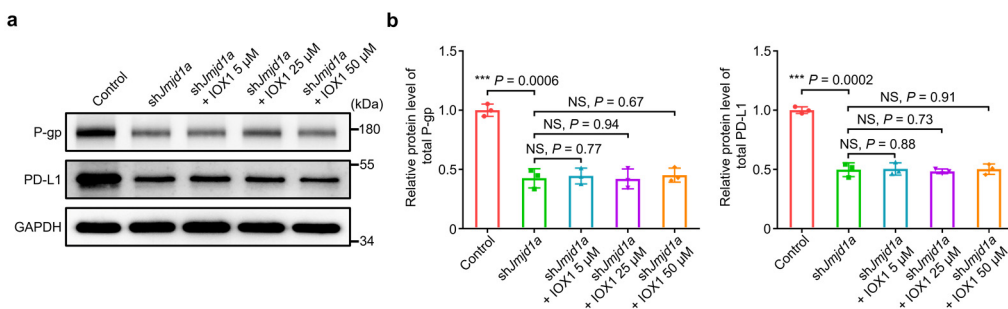 a
Control
shJmjd1a
shJmjd1a
+ IOX1 5 μM
shJmjd1a
+ IOX1 25 μM
shJmjd1a
+ IOX1 50 μM
(kDa)
P-gp
180
55
PD-L1
GAPDH
34
b
Relative protein level of
total P-gp
1.5
1.0
0.5
0
*** P = 0.0006
NS, P = 0.67
NS, P = 0.94
NS, P = 0.77
Control
shJmjd1a
shJmjd1a
+ IOX1 5 μM
shJmjd1a
+ IOX1 25 μM
shJmjd1a
+ IOX1 50 μM
Relative protein level of
total PD-L1
1.5
1.0
0.5
0
*** P = 0.0002
NS, P = 0.91
NS, P = 0.73
NS, P = 0.88
Control
shJmjd1a
shJmjd1a
+ IOX1 5 μM
shJmjd1a
+ IOX1 25 μM
shJmjd1a
+ IOX1 50 μM